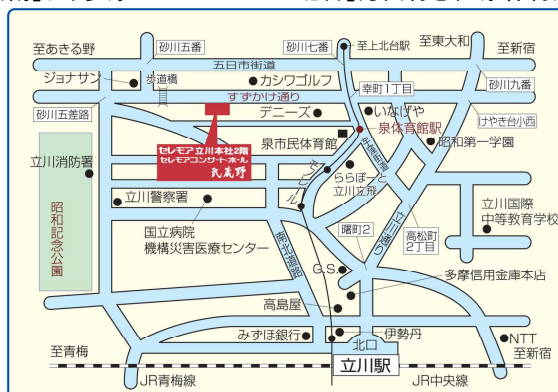 至あきる野
砂川五番
砂川七番
至上北台駅
至東大和
至新宿
五日市街道
ジョナサン
歩道橋
カシワゴルフ
幸町1丁目
砂川九番
すずかけ通り
砂川五差路
デニーズ
いなげや
けやき台小西
泉体育館駅
泉市民体育館
昭和第一学園
立川消防署
セレモア立川本社2階
セレモアコンサートホール
武蔵野
モノレール
ららぽーと
立川立飛
立川警察署
昭和記念公園
国立病院
機構災害医療センター
曙町2
立川通り
高松町
2丁目
立川国際
中等教育学校
G.S.
多摩信用金庫本店
高島屋
みずほ銀行
伊勢丹
北口
NTT
至青梅
立川駅
至新宿
JR青梅線
JR中央線